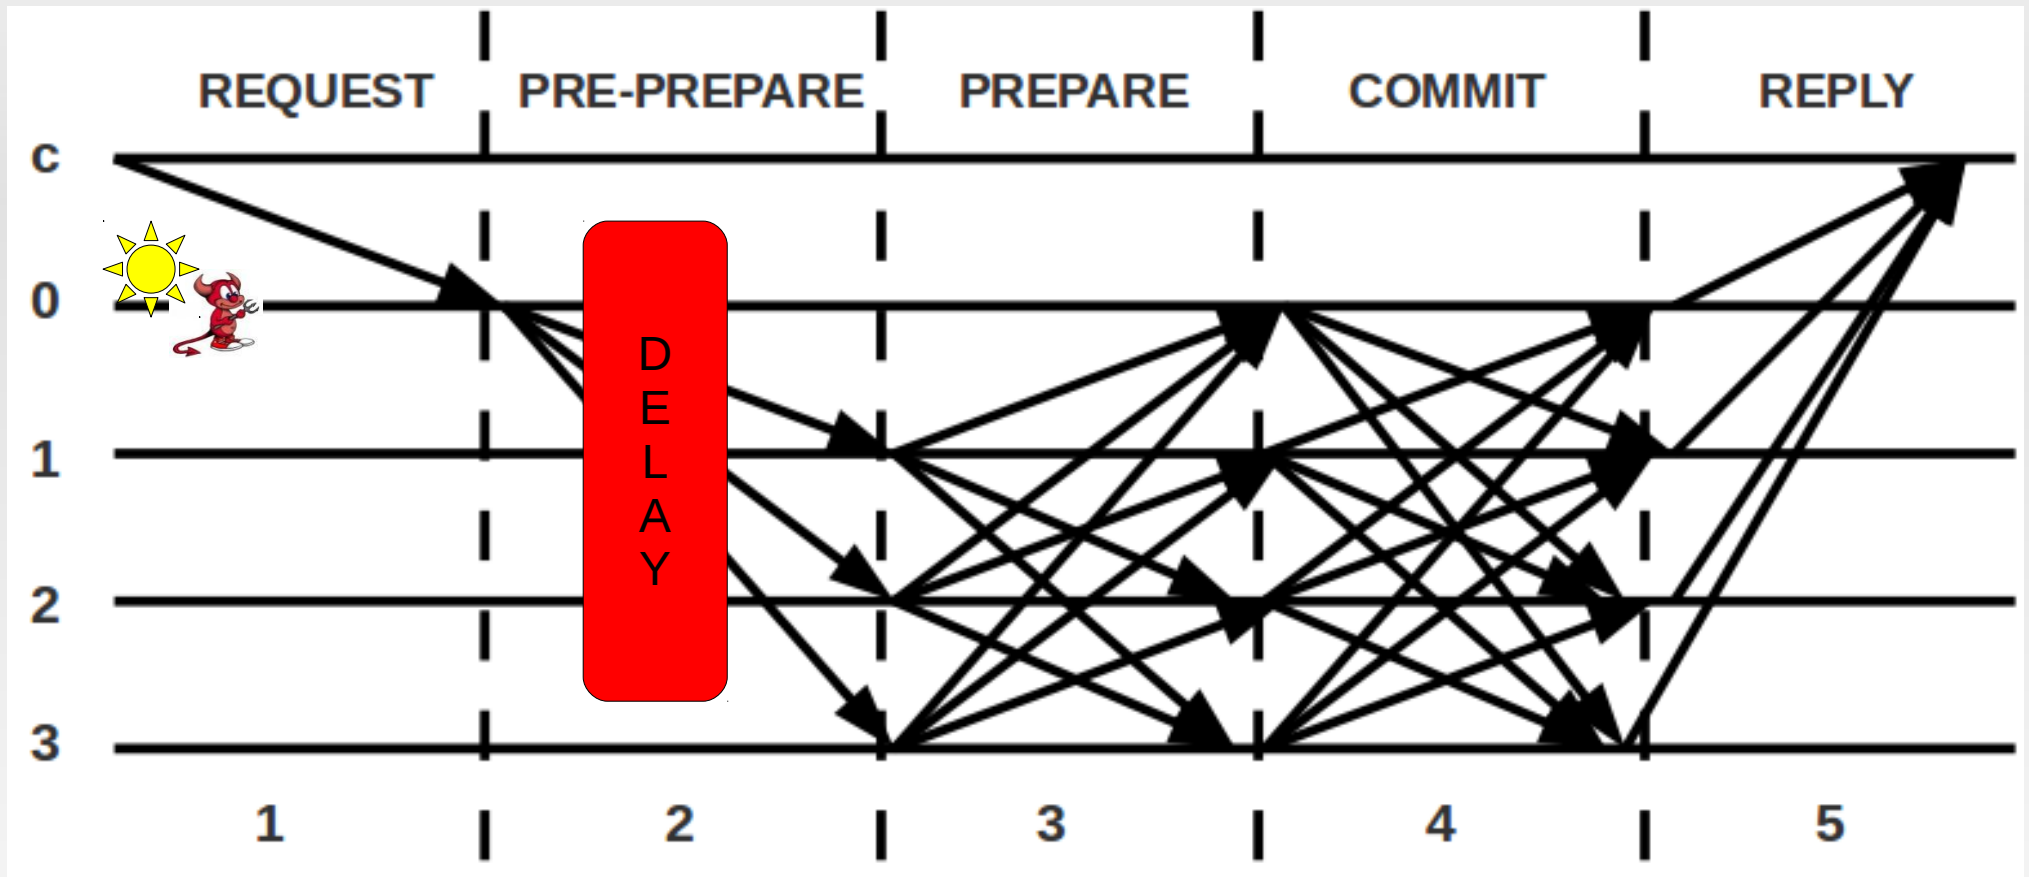 REQUEST PRE-PREPARE PREPARE COMMIT REPLY
c
0
D
E
L
A
Y
1
2
3
1 2 3 4 5